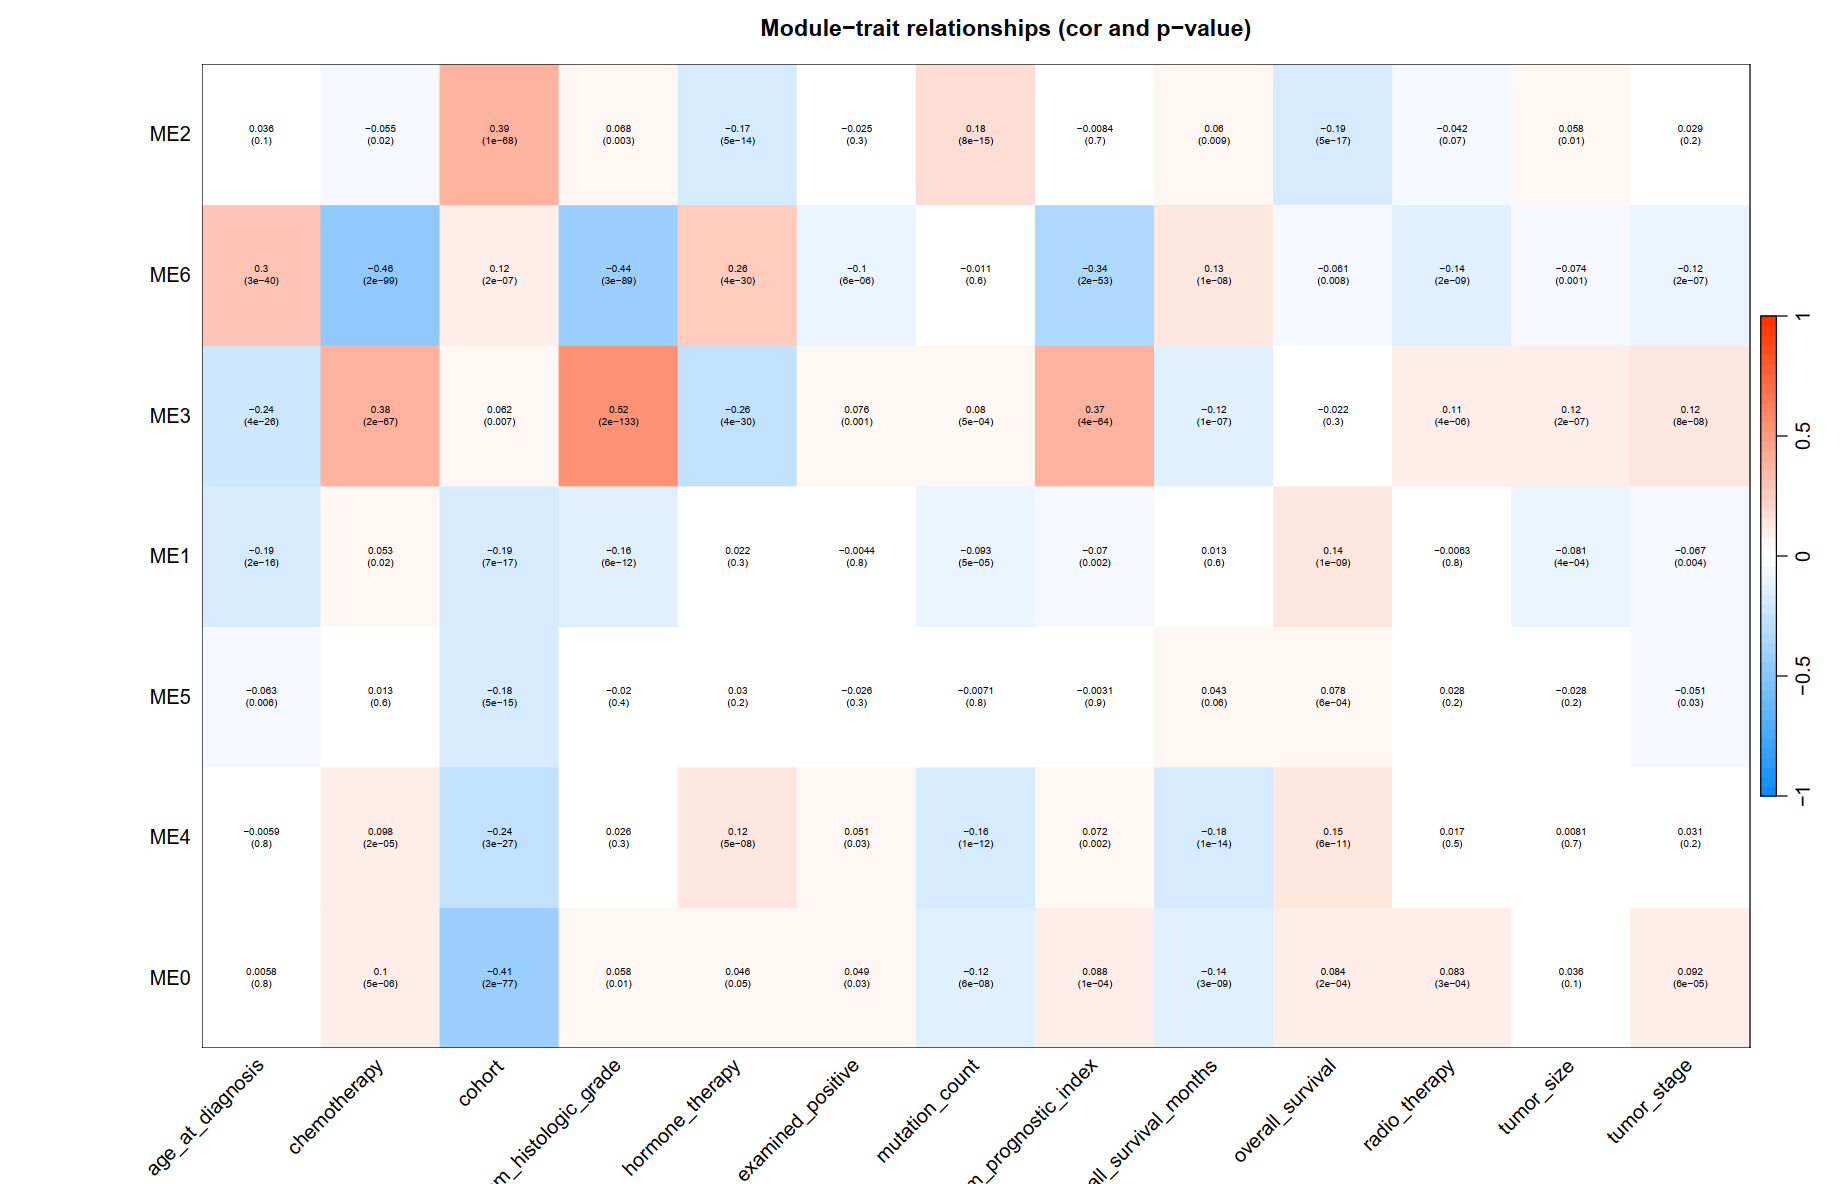 Module−trait relationships (cor and p−value)
ME2
0.036 −0.055 0.39 0.068 −0.17 −0.025 0.18 −0.0084 0.06 −0.19 −0.042 0.058 0.029
(0.1) (0.02) (1e−68) (0.003) (5e−14) (0.3) (8e−15) (0.7) (0.009) (5e−17) (0.07) (0.01) (0.2)
ME6
0.3 −0.46 0.12 −0.44 0.26 −0.1 −0.011 −0.34 0.13 −0.061 −0.14 −0.074 −0.12
(3e−40) (2e−99) (2e−07) (3e−89) (4e−30) (6e−06) (0.6) (2e−53) (1e−08) (0.008) (2e−09) (0.001) (2e−07)
ME3
−0.24 0.38 0.062 0.52 −0.26 0.076 0.08 0.37 −0.12 −0.022 0.11 0.12 0.12
(4e−26) (2e−67) (0.007) (2e−133) (4e−30) (0.001) (5e−04) (4e−64) (1e−07) (0.3) (4e−06) (2e−07) (8e−08)
ME1
−0.19 0.053 −0.19 −0.16 0.022 −0.0044 −0.093 −0.07 0.013 0.14 −0.0063 −0.081 −0.067
(2e−16) (0.02) (7e−17) (6e−12) (0.3) (0.8) (5e−05) (0.002) (0.6) (1e−09) (0.8) (4e−04) (0.004)
ME5
−0.063 0.013 −0.18 −0.02 0.03 −0.026 −0.0071 −0.0031 0.043 0.078 0.028 −0.028 −0.051
(0.006) (0.6) (5e−15) (0.4) (0.2) (0.3) (0.8) (0.9) (0.06) (6e−04) (0.2) (0.2) (0.03)
ME4
−0.0059 0.098 −0.24 0.026 0.12 0.051 −0.16 0.072 −0.18 0.15 0.017 0.0081 0.031
(0.8) (2e−05) (3e−27) (0.3) (5e−08) (0.03) (1e−12) (0.002) (1e−14) (6e−11) (0.5) (0.7) (0.2)
ME0
0.0058 0.1 −0.41 0.058 0.046 0.049 −0.12 0.088 −0.14 0.084 0.083 0.036 0.092
(0.8) (5e−06) (2e−77) (0.01) (0.05) (0.03) (6e−08) (1e−04) (3e−09) (2e−04) (3e−04) (0.1) (6e−05)
age_at_diagnosis
chemotherapy
cohort
m_histologic_grade
hormone_therapy
examined_positive
mutation_count
m_prognostic_index
all_survival_months
overall_survival
radio_therapy
tumor_size
tumor_stage
1
0.5
0
−0.5
−1